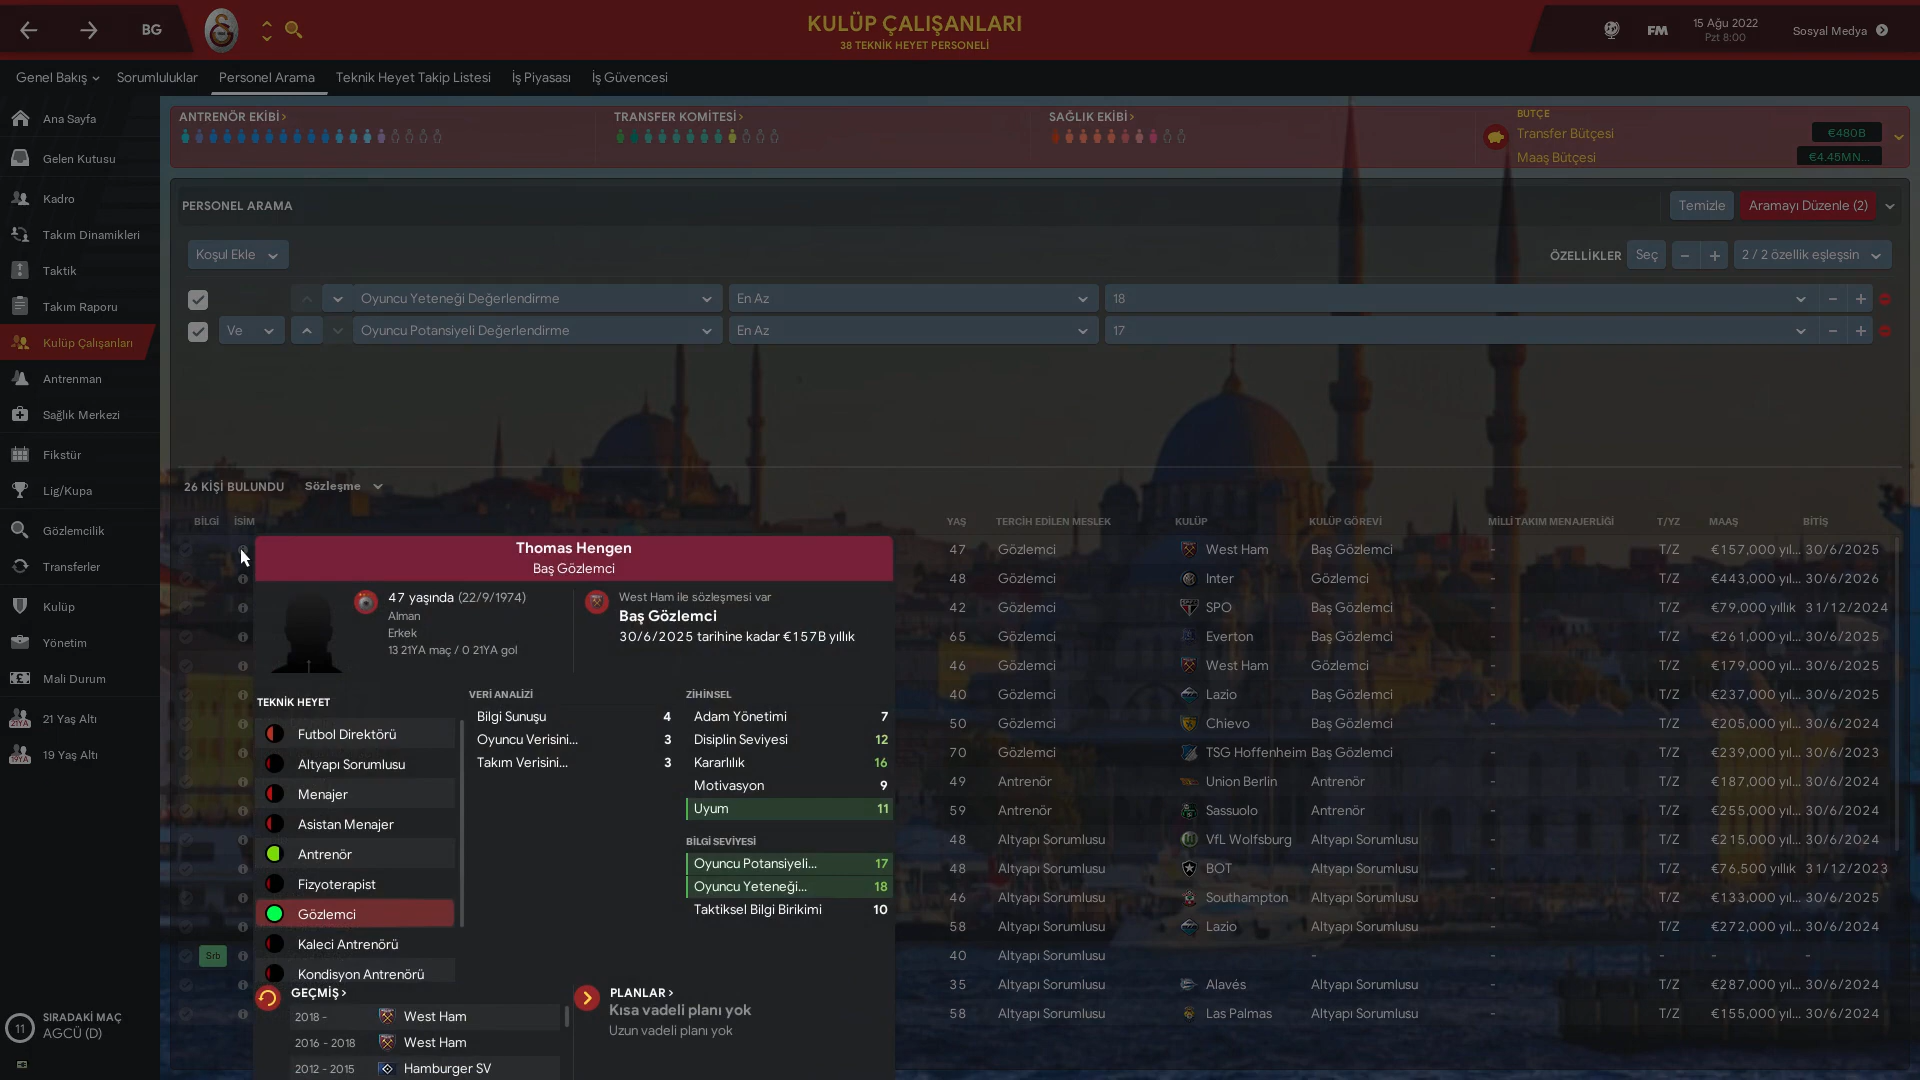 BG
KULÜP ÇALIŞANLARI
38 TEKNİK HEYET PERSONELİ
FM
15 Ağu 2022
Pzt 8:00
Sosyal Medya
Genel Bakış
Sorumluluklar
Personel Arama
Teknik Heyet Takip Listesi
İş Piyasası
İş Güvencesi
Ana Sayfa
Gelen Kutusu
Kadro
Takım Dinamikleri
Taktik
Takım Raporu
Kulüp Çalışanları
Antrenman
Sağlık Merkezi
Fikstür
Lig/Kupa
Gözlemcilik
Transferler
Kulüp
Yönetim
Mali Durum
21YA
21 Yaş Altı
19YA
19 Yaş Altı
11
SIRADAKİ MAÇ
AGCÜ (D)
ANTRENÖR EKİBİ>
TRANSFER KOMİTESİ>
SAĞLIK EKİBİ>
BÜTÇE
Transfer Bütçesi €480B
Maaş Bütçesi €4.45MN...
PERSONEL ARAMA
Temizle
Aramayı Düzenle (2)
Koşul Ekle
ÖZELLİKLER
Seç
2 / 2 özellik eşleşsin
Oyuncu Yeteneği Değerlendirme En Az 18
Ve Oyuncu Potansiyeli Değerlendirme En Az 17
26 KİŞİ BULUNDU
Sözleşme
BİLGİ İSİM YAŞ TERCİH EDİLEN MESLEK KULÜP KULÜP GÖREVİ MİLLİ TAKIM MENAJERLİĞİ T/YZ MAAŞ BİTİŞ
47 Gözlemci West Ham Baş Gözlemci - T/Z €157,000 yıl... 30/6/2025
48 Gözlemci Inter Gözlemci - T/Z €443,000 yıl... 30/6/2026
42 Gözlemci SPO Baş Gözlemci - T/Z €79,000 yıllık 31/12/2024
65 Gözlemci Everton Baş Gözlemci - T/Z €261,000 yıl... 30/6/2025
46 Gözlemci West Ham Gözlemci - T/Z €179,000 yıl... 30/6/2025
40 Gözlemci Lazio Baş Gözlemci - T/Z €237,000 yıl... 30/6/2025
50 Gözlemci Chievo Baş Gözlemci - T/Z €205,000 yıl... 30/6/2024
70 Gözlemci TSG Hoffenheim Baş Gözlemci - T/Z €239,000 yıl... 30/6/2023
49 Antrenör Union Berlin Antrenör - T/Z €187,000 yıl... 30/6/2024
59 Antrenör Sassuolo Antrenör - T/Z €255,000 yıl... 30/6/2024
48 Altyapı Sorumlusu VfL Wolfsburg Altyapı Sorumlusu - T/Z €215,000 yıl... 30/6/2024
48 Altyapı Sorumlusu BOT Altyapı Sorumlusu - T/Z €76,500 yıllık 31/12/2023
46 Altyapı Sorumlusu Southampton Altyapı Sorumlusu - T/Z €133,000 yıl... 30/6/2025
58 Altyapı Sorumlusu Lazio Altyapı Sorumlusu - T/Z €272,000 yıl... 30/6/2024
Srb 40 Altyapı Sorumlusu - - T/Z - -
35 Altyapı Sorumlusu Alavés Altyapı Sorumlusu - T/Z €287,000 yıl... 30/6/2024
58 Altyapı Sorumlusu Las Palmas Altyapı Sorumlusu - T/Z €155,000 yıl... 30/6/2024
Thomas Hengen
Baş Gözlemci
47 yaşında (22/9/1974)
Alman
Erkek
13 21YA maç / 0 21YA gol
West Ham ile sözleşmesi var
Baş Gözlemci
30/6/2025 tarihine kadar €157B yıllık
TEKNİK HEYET
Futbol Direktörü
Altyapı Sorumlusu
Menajer
Asistan Menajer
Antrenör
Fizyoterapist
Gözlemci
Kaleci Antrenörü
Kondisyon Antrenörü
VERİ ANALİZİ
Bilgi Sunuşu 4
Oyuncu Verisini... 3
Takım Verisini... 3
ZİHİNSEL
Adam Yönetimi 7
Disiplin Seviyesi 12
Kararlılık 16
Motivasyon 9
Uyum 11
BİLGİ SEVİYESİ
Oyuncu Potansiyeli... 17
Oyuncu Yeteneği... 18
Taktiksel Bilgi Birikimi 10
GEÇMİŞ>
2018 - West Ham
2016 - 2018 West Ham
2012 - 2015 Hamburger SV
PLANLAR>
Kısa vadeli planı yok
Uzun vadeli planı yok